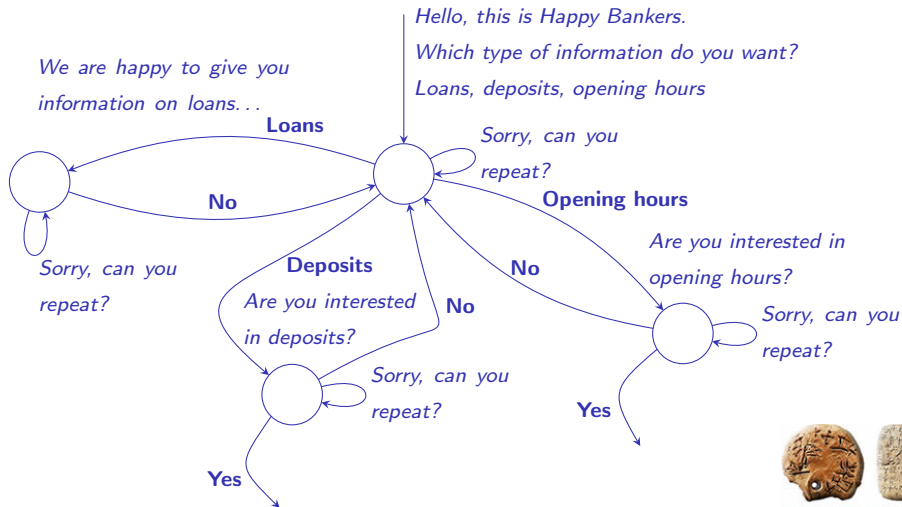 Hello, this is Happy Bankers.
Which type of information do you want?
Loans, deposits, opening hours
We are happy to give you
information on loans...
Loans
Sorry, can you
repeat?
No
Opening hours
Sorry, can you
repeat?
Deposits
Are you interested
in deposits?
No
No
Are you interested in
opening hours?
Sorry, can you
repeat?
Sorry, can you
repeat?
Yes
Yes